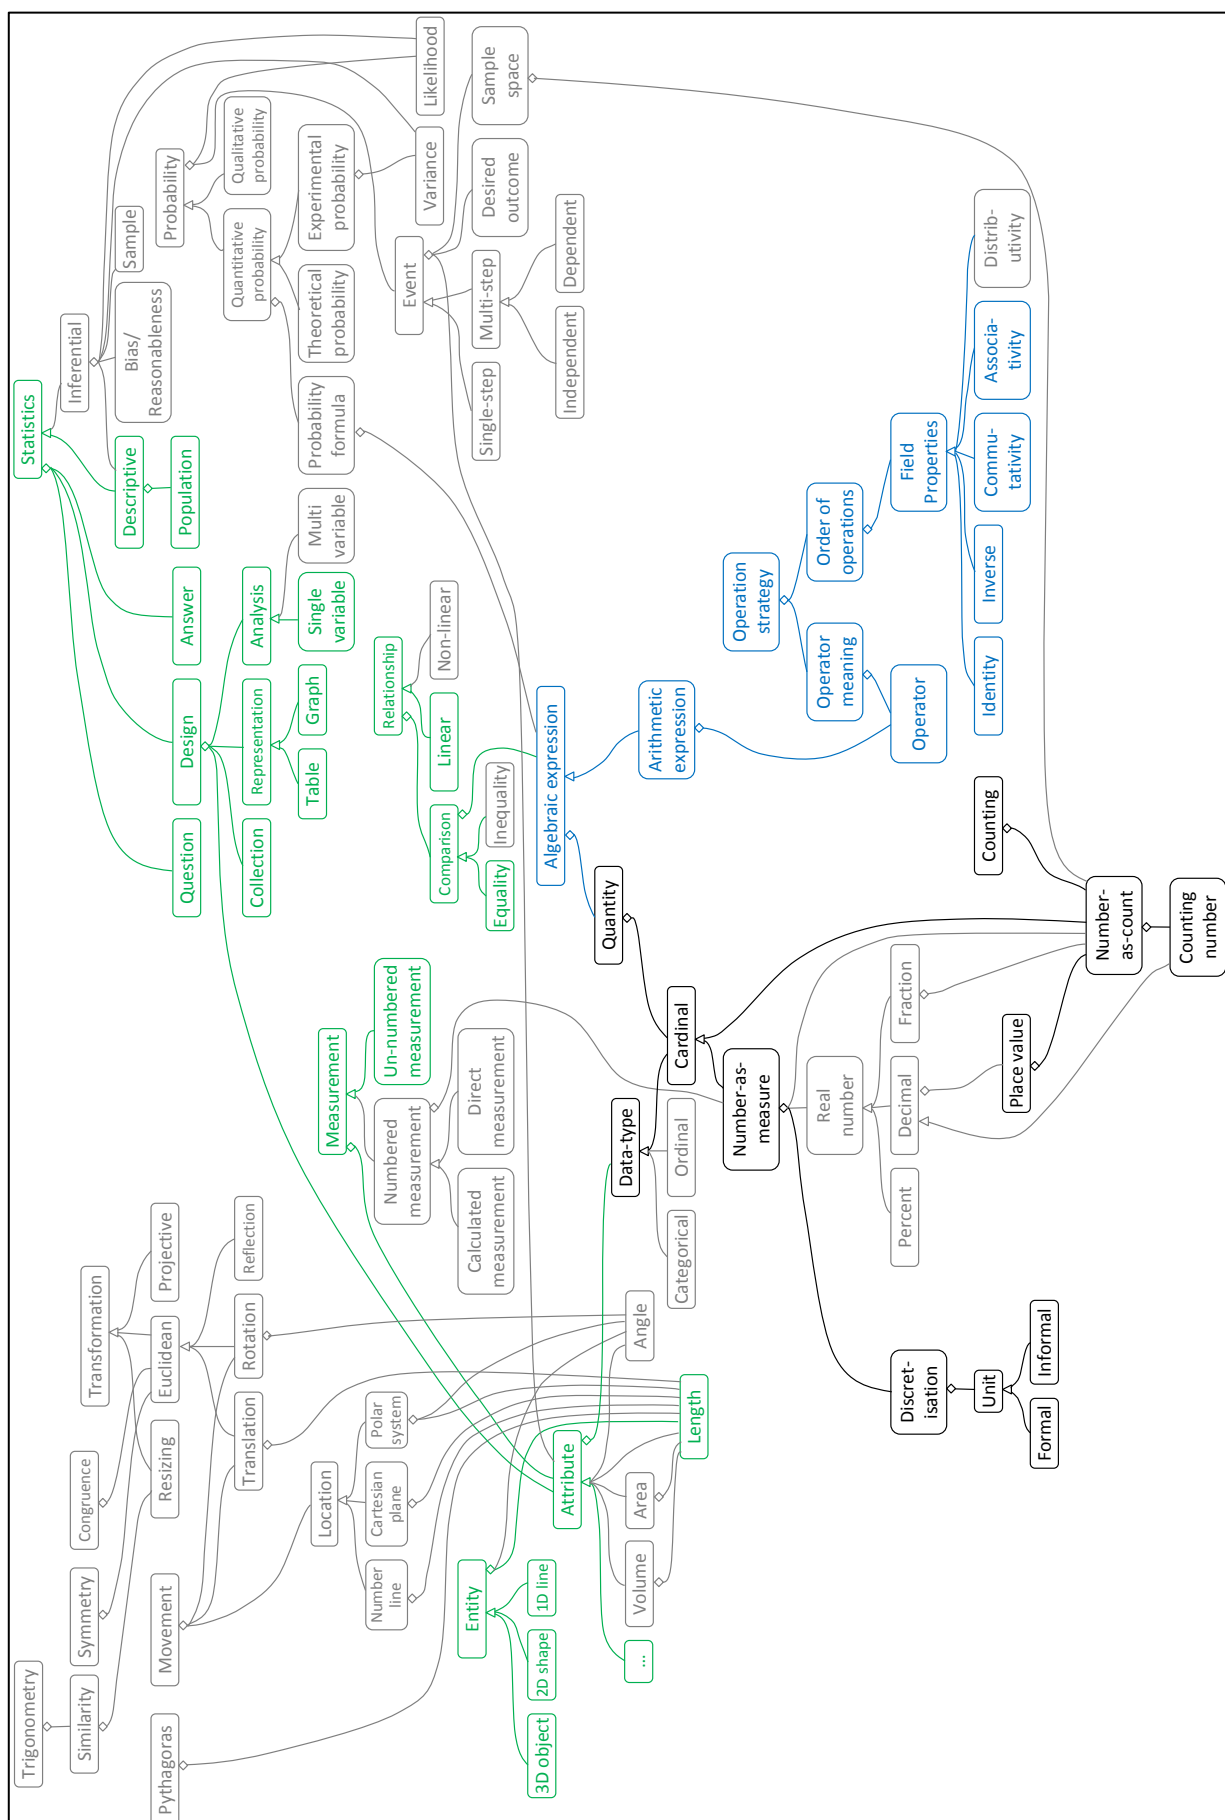 Trigonometry
Similarity
Pythagoras
Symmetry
Movement
Congruence
Resizing
Transformation
Euclidean
Projective
Translation
Rotation
Reflection
Location
Number
line
Cartesian
plane
Polar
system
Entity
3D object
2D shape
1D line
Attribute
...
Volume
Area
Length
Angle
Measurement
Numbered
measurement
Un-numbered
measurement
Calculated
measurement
Direct
measurement
Data-type
Categorical
Ordinal
Cardinal
Quantity
Number-as-
measure
Discret-
isation
Unit
Formal
Informal
Real
number
Percent
Decimal
Fraction
Place value
Counting
Number-
as-count
Counting
number
Statistics
Question
Design
Answer
Descriptive
Population
Inferential
Bias/
Reasonableness
Sample
Collection
Representation
Analysis
Table
Graph
Single
variable
Multi
variable
Relationship
Comparison
Linear
Non-linear
Equality
Inequality
Algebraic expression
Arithmetic
expression
Operation
strategy
Operator
meaning
Order of
operations
Operator
Field
Properties
Identity
Inverse
Commu-
tativity
Associa-
tivity
Distrib-
utivity
Probability
Quantitative
probability
Qualitative
probability
Probability
formula
Theoretical
probability
Experimental
probability
Likelihood
Variance
Event
Single-step
Multi-step
Desired
outcome
Sample
space
Independent
Dependent